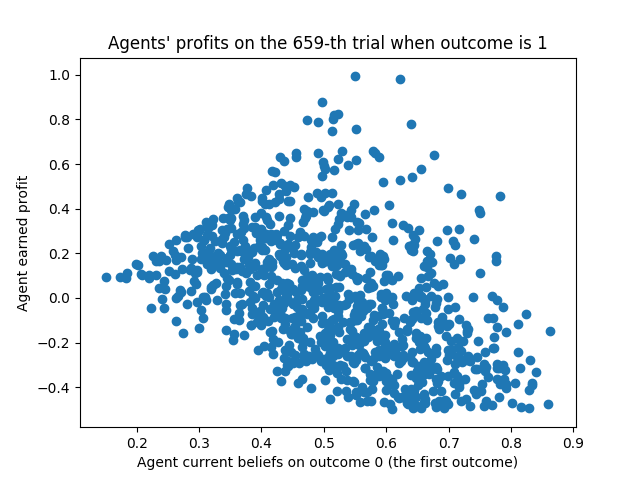 Agents' profits on the 659-th trial when outcome is 1
1.0
0.8
0.6
0.4
0.2
0.0
−0.2
−0.4
Agent earned profit
0.2 0.3 0.4 0.5 0.6 0.7 0.8 0.9
Agent current beliefs on outcome 0 (the first outcome)